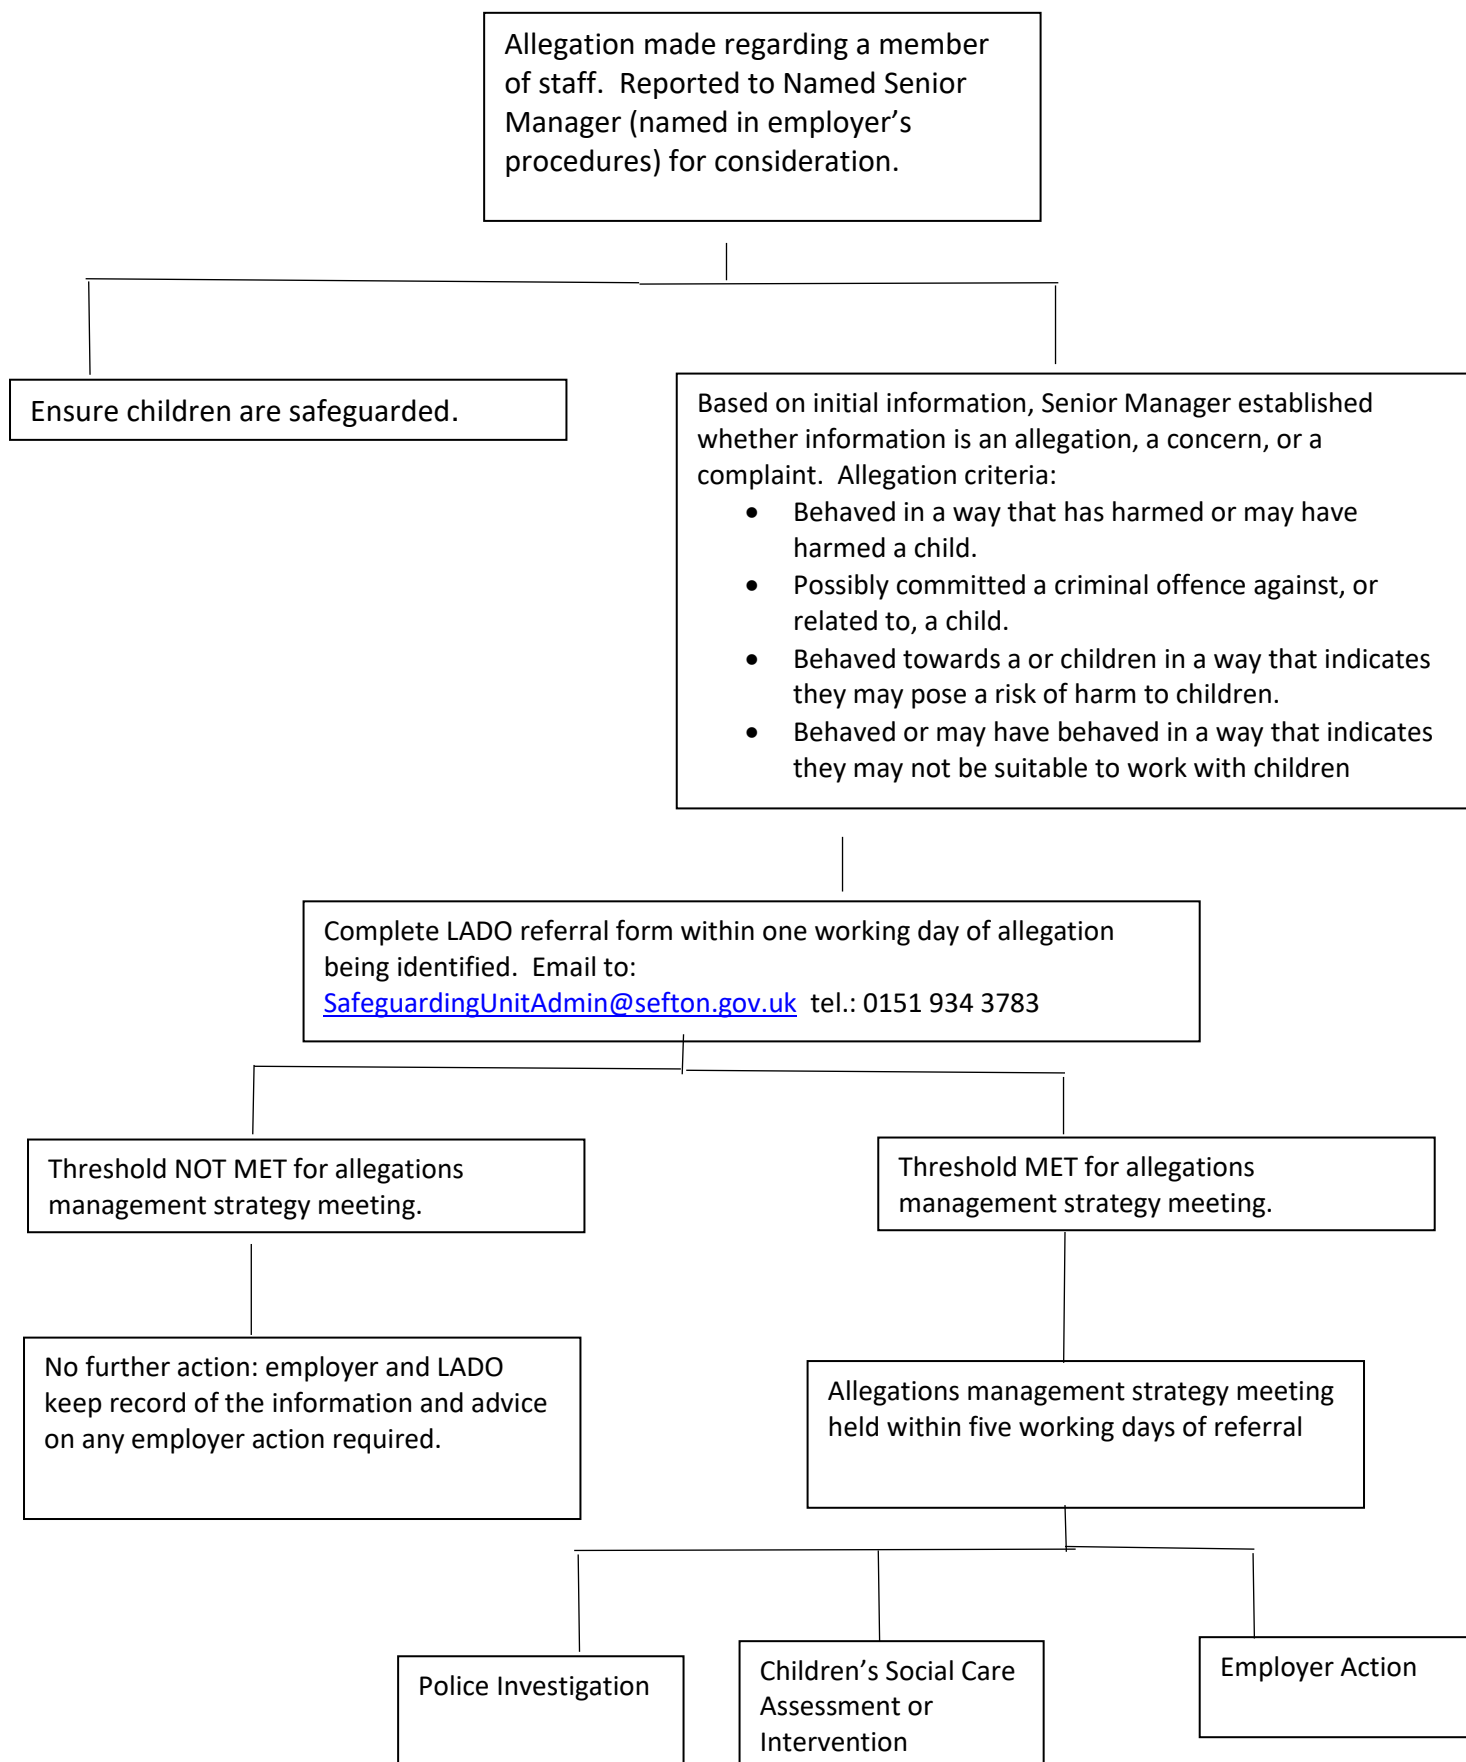 Allegation made regarding a member
of staff.  Reported to Named Senior
Manager (named in employer’s
procedures) for consideration.
Ensure children are safeguarded.
Based on initial information, Senior Manager established
whether information is an allegation, a concern, or a
complaint.  Allegation criteria:
• Behaved in a way that has harmed or may have
harmed a child.
• Possibly committed a criminal offence against, or
related to, a child.
• Behaved towards a or children in a way that indicates
they may pose a risk of harm to children.
• Behaved or may have behaved in a way that indicates
they may not be suitable to work with children
Complete LADO referral form within one working day of allegation
being identified.  Email to:
SafeguardingUnitAdmin@sefton.gov.uk  tel.: 0151 934 3783
Threshold NOT MET for allegations
management strategy meeting.
Threshold MET for allegations
management strategy meeting.
No further action: employer and LADO
keep record of the information and advice
on any employer action required.
Allegations management strategy meeting
held within five working days of referral
Police Investigation
Children’s Social Care
Assessment or
Intervention
Employer Action